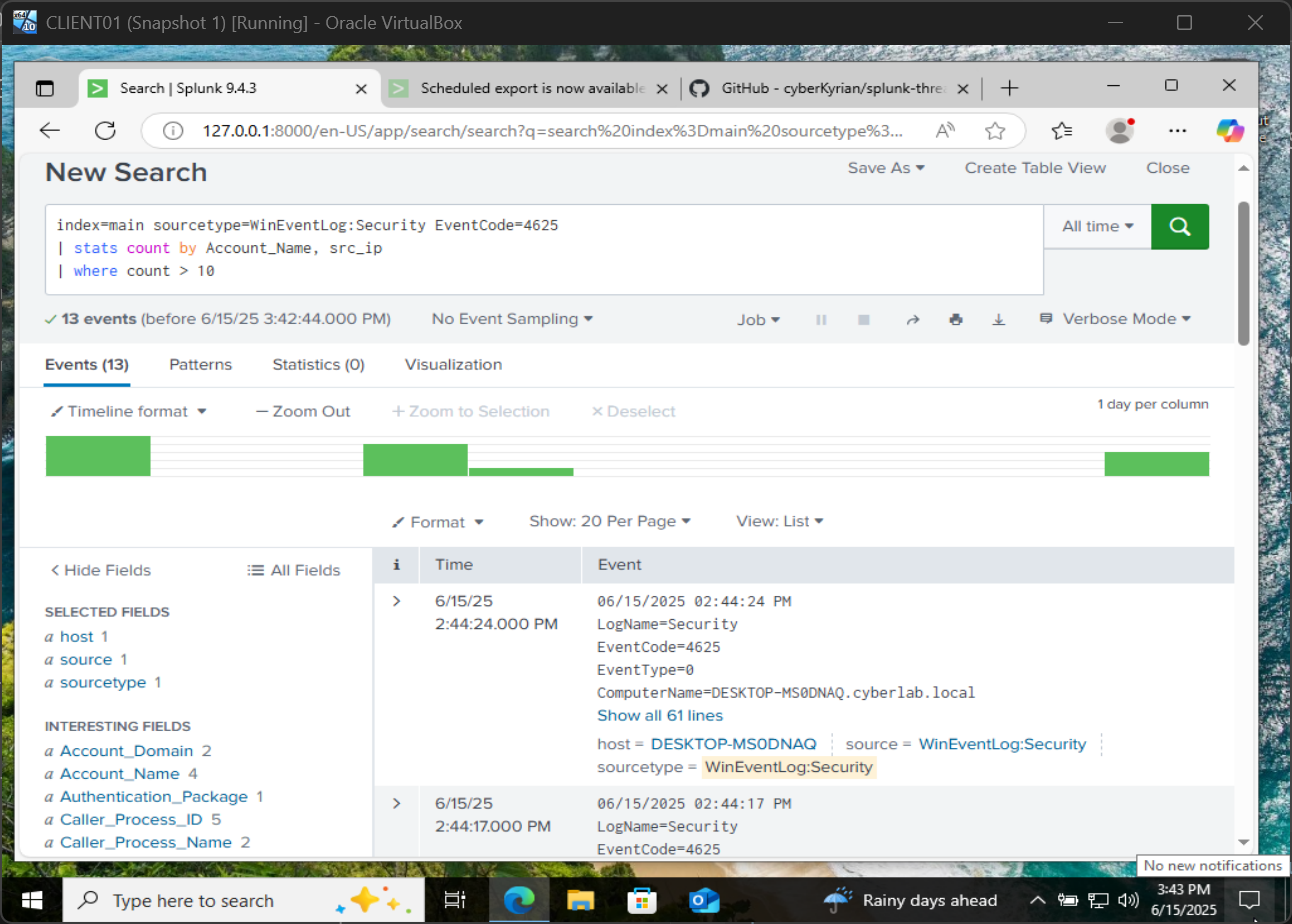 CLIENT01 (Snapshot 1) [Running] - Oracle VirtualBox
Search | Splunk 9.4.3
Scheduled export is now available
GitHub - cyberKyrian/splunk-thre
127.0.0.1:8000/en-US/app/search/search?q=search%20index%3Dmain%20sourcetype%3...
New Search
Save As
Create Table View
Close
index=main sourcetype=WinEventLog:Security EventCode=4625
| stats count by Account_Name, src_ip
| where count > 10
All time
13 events (before 6/15/25 3:42:44.000 PM)
No Event Sampling
Job
Verbose Mode
Events (13)
Patterns
Statistics (0)
Visualization
Timeline format
— Zoom Out
+ Zoom to Selection
× Deselect
1 day per column
Format
Show: 20 Per Page
View: List
< Hide Fields
All Fields
i
Time
Event
SELECTED FIELDS
a host 1
a source 1
a sourcetype 1
INTERESTING FIELDS
a Account_Domain 2
a Account_Name 4
a Authentication_Package 1
a Caller_Process_ID 5
a Caller_Process_Name 2
> 6/15/25
2:44:24.000 PM
06/15/2025 02:44:24 PM
LogName=Security
EventCode=4625
EventType=0
ComputerName=DESKTOP-MS0DNAQ.cyberlab.local
Show all 61 lines
host = DESKTOP-MS0DNAQ
source = WinEventLog:Security
sourcetype = WinEventLog:Security
> 6/15/25
2:44:17.000 PM
06/15/2025 02:44:17 PM
LogName=Security
EventCode=4625
No new notifications
Type here to search
Rainy days ahead
3:43 PM
6/15/2025